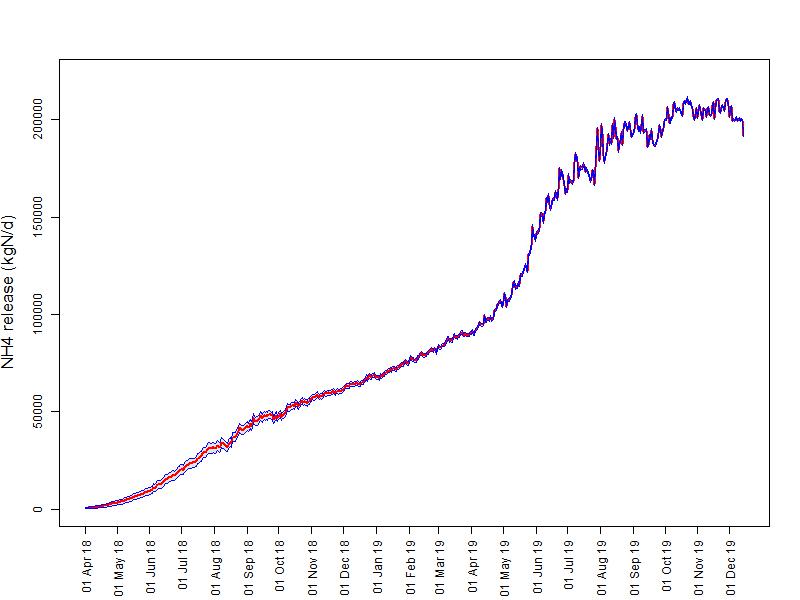 NH4 release (kgN/d)
200000
150000
100000
50000
0
01 Apr 18
01 May 18
01 Jun 18
01 Jul 18
01 Aug 18
01 Sep 18
01 Oct 18
01 Nov 18
01 Dec 18
01 Jan 19
01 Feb 19
01 Mar 19
01 Apr 19
01 May 19
01 Jun 19
01 Jul 19
01 Aug 19
01 Sep 19
01 Oct 19
01 Nov 19
01 Dec 19